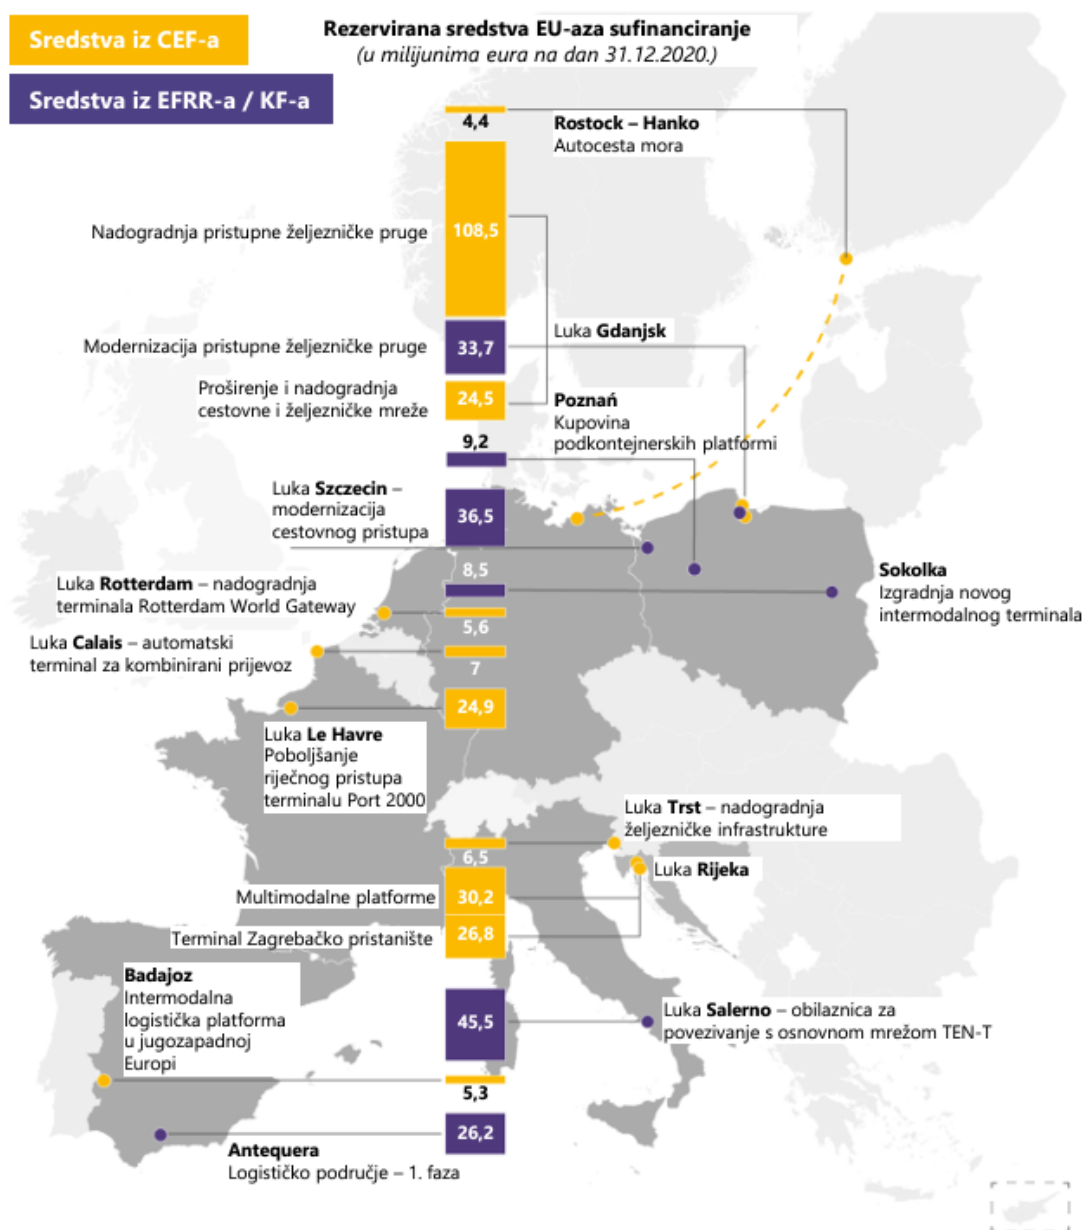 Sredstva iz CEF-a
Sredstva iz EFRR-a / KF-a
Rezervirana sredstva EU-aza sufinanciranje
(u milijunima eura na dan 31.12.2020.)
4,4
Rostock – Hanko
Autocesta mora
Nadogradnja pristupne željezničke pruge
108,5
Luka Gdanjsk
Modernizacija pristupne željezničke pruge
33,7
Proširenje i nadogradnja
cestovne i željezničke mreže
24,5
Poznań
Kupovina
podkontejnerskih platformi
9,2
Luka Szczecin –
modernizacija
cestovnog pristupa
36,5
8,5
Sokolka
Izgradnja novog
intermodalnog terminala
Luka Rotterdam – nadogradnja
terminala Rotterdam World Gateway
5,6
Luka Calais – automatski
terminal za kombinirani prijevoz
7
24,9
Luka Le Havre
Poboljšanje
riječnog pristupa
terminalu Port 2000
Luka Trst – nadogradnja
željezničke infrastrukture
6,5
Luka Rijeka
Multimodalne platforme
30,2
Terminal Zagrebačko pristanište
26,8
Badajoz
Intermodalna
logistička platforma
u jugozapadnoj
Europi
45,5
Luka Salerno – obilaznica za
povezivanje s osnovnom mrežom TEN-T
5,3
26,2
Antequera
Logističko područje – 1. faza